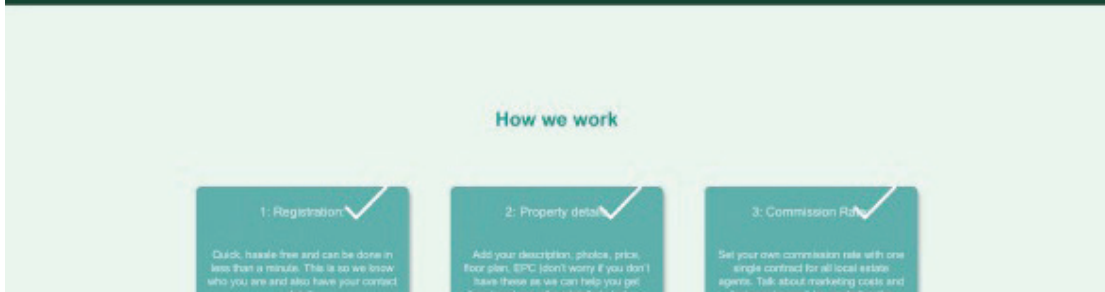 How we work
1: Registration:
2: Property details
3: Commission Rate
Quick, hassle free and can be done in
less than a minute. This is so we know
who you are and also have your contact
Add your description, photos, price,
floor plan, EPC (don't worry if you don't
have these as we can help you get
Set your own commission rate with one
single contract for all local estate
agents. Talk about marketing costs and